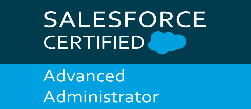 SALESFORCE
CERTIFIED
Advanced
Administrator